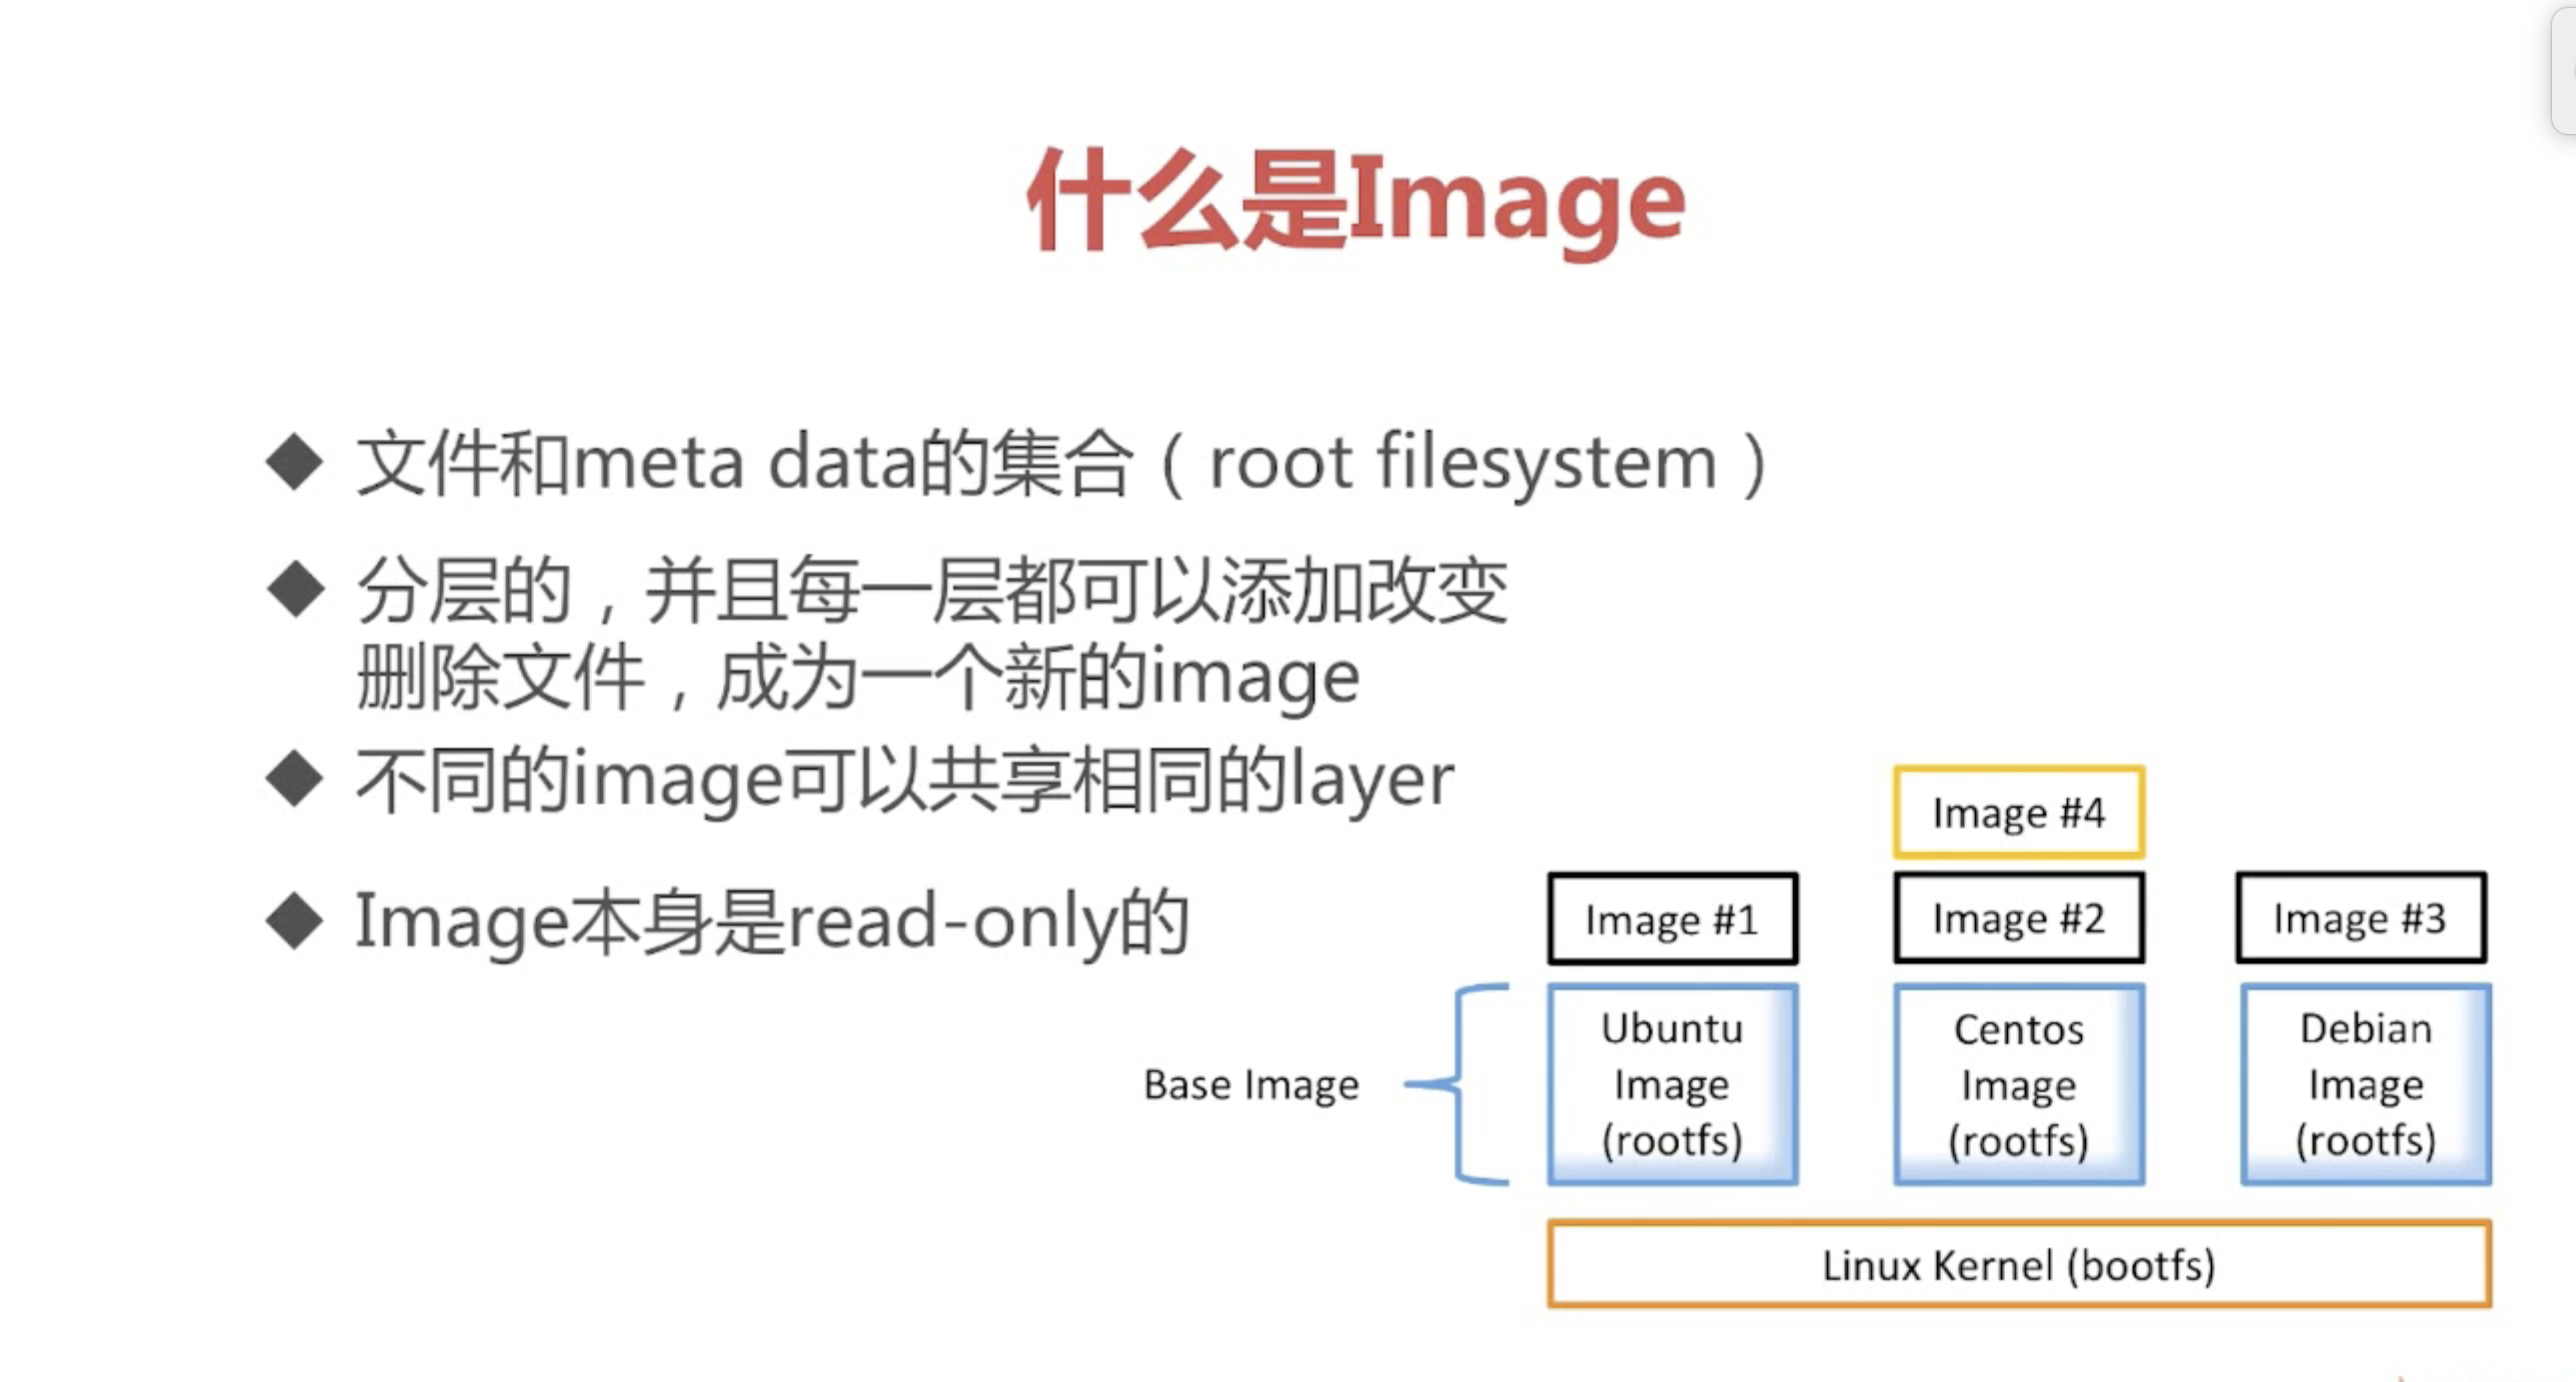 什么是Image
文件和meta data的集合（root filesystem）
分层的，并且每一层都可以添加改变
删除文件，成为一个新的image
不同的image可以共享相同的layer
Image本身是read-only的
Image #4
Image #1
Image #2
Image #3
Base Image
Ubuntu
Image
(rootfs)
Centos
Image
(rootfs)
Debian
Image
(rootfs)
Linux Kernel (bootfs)